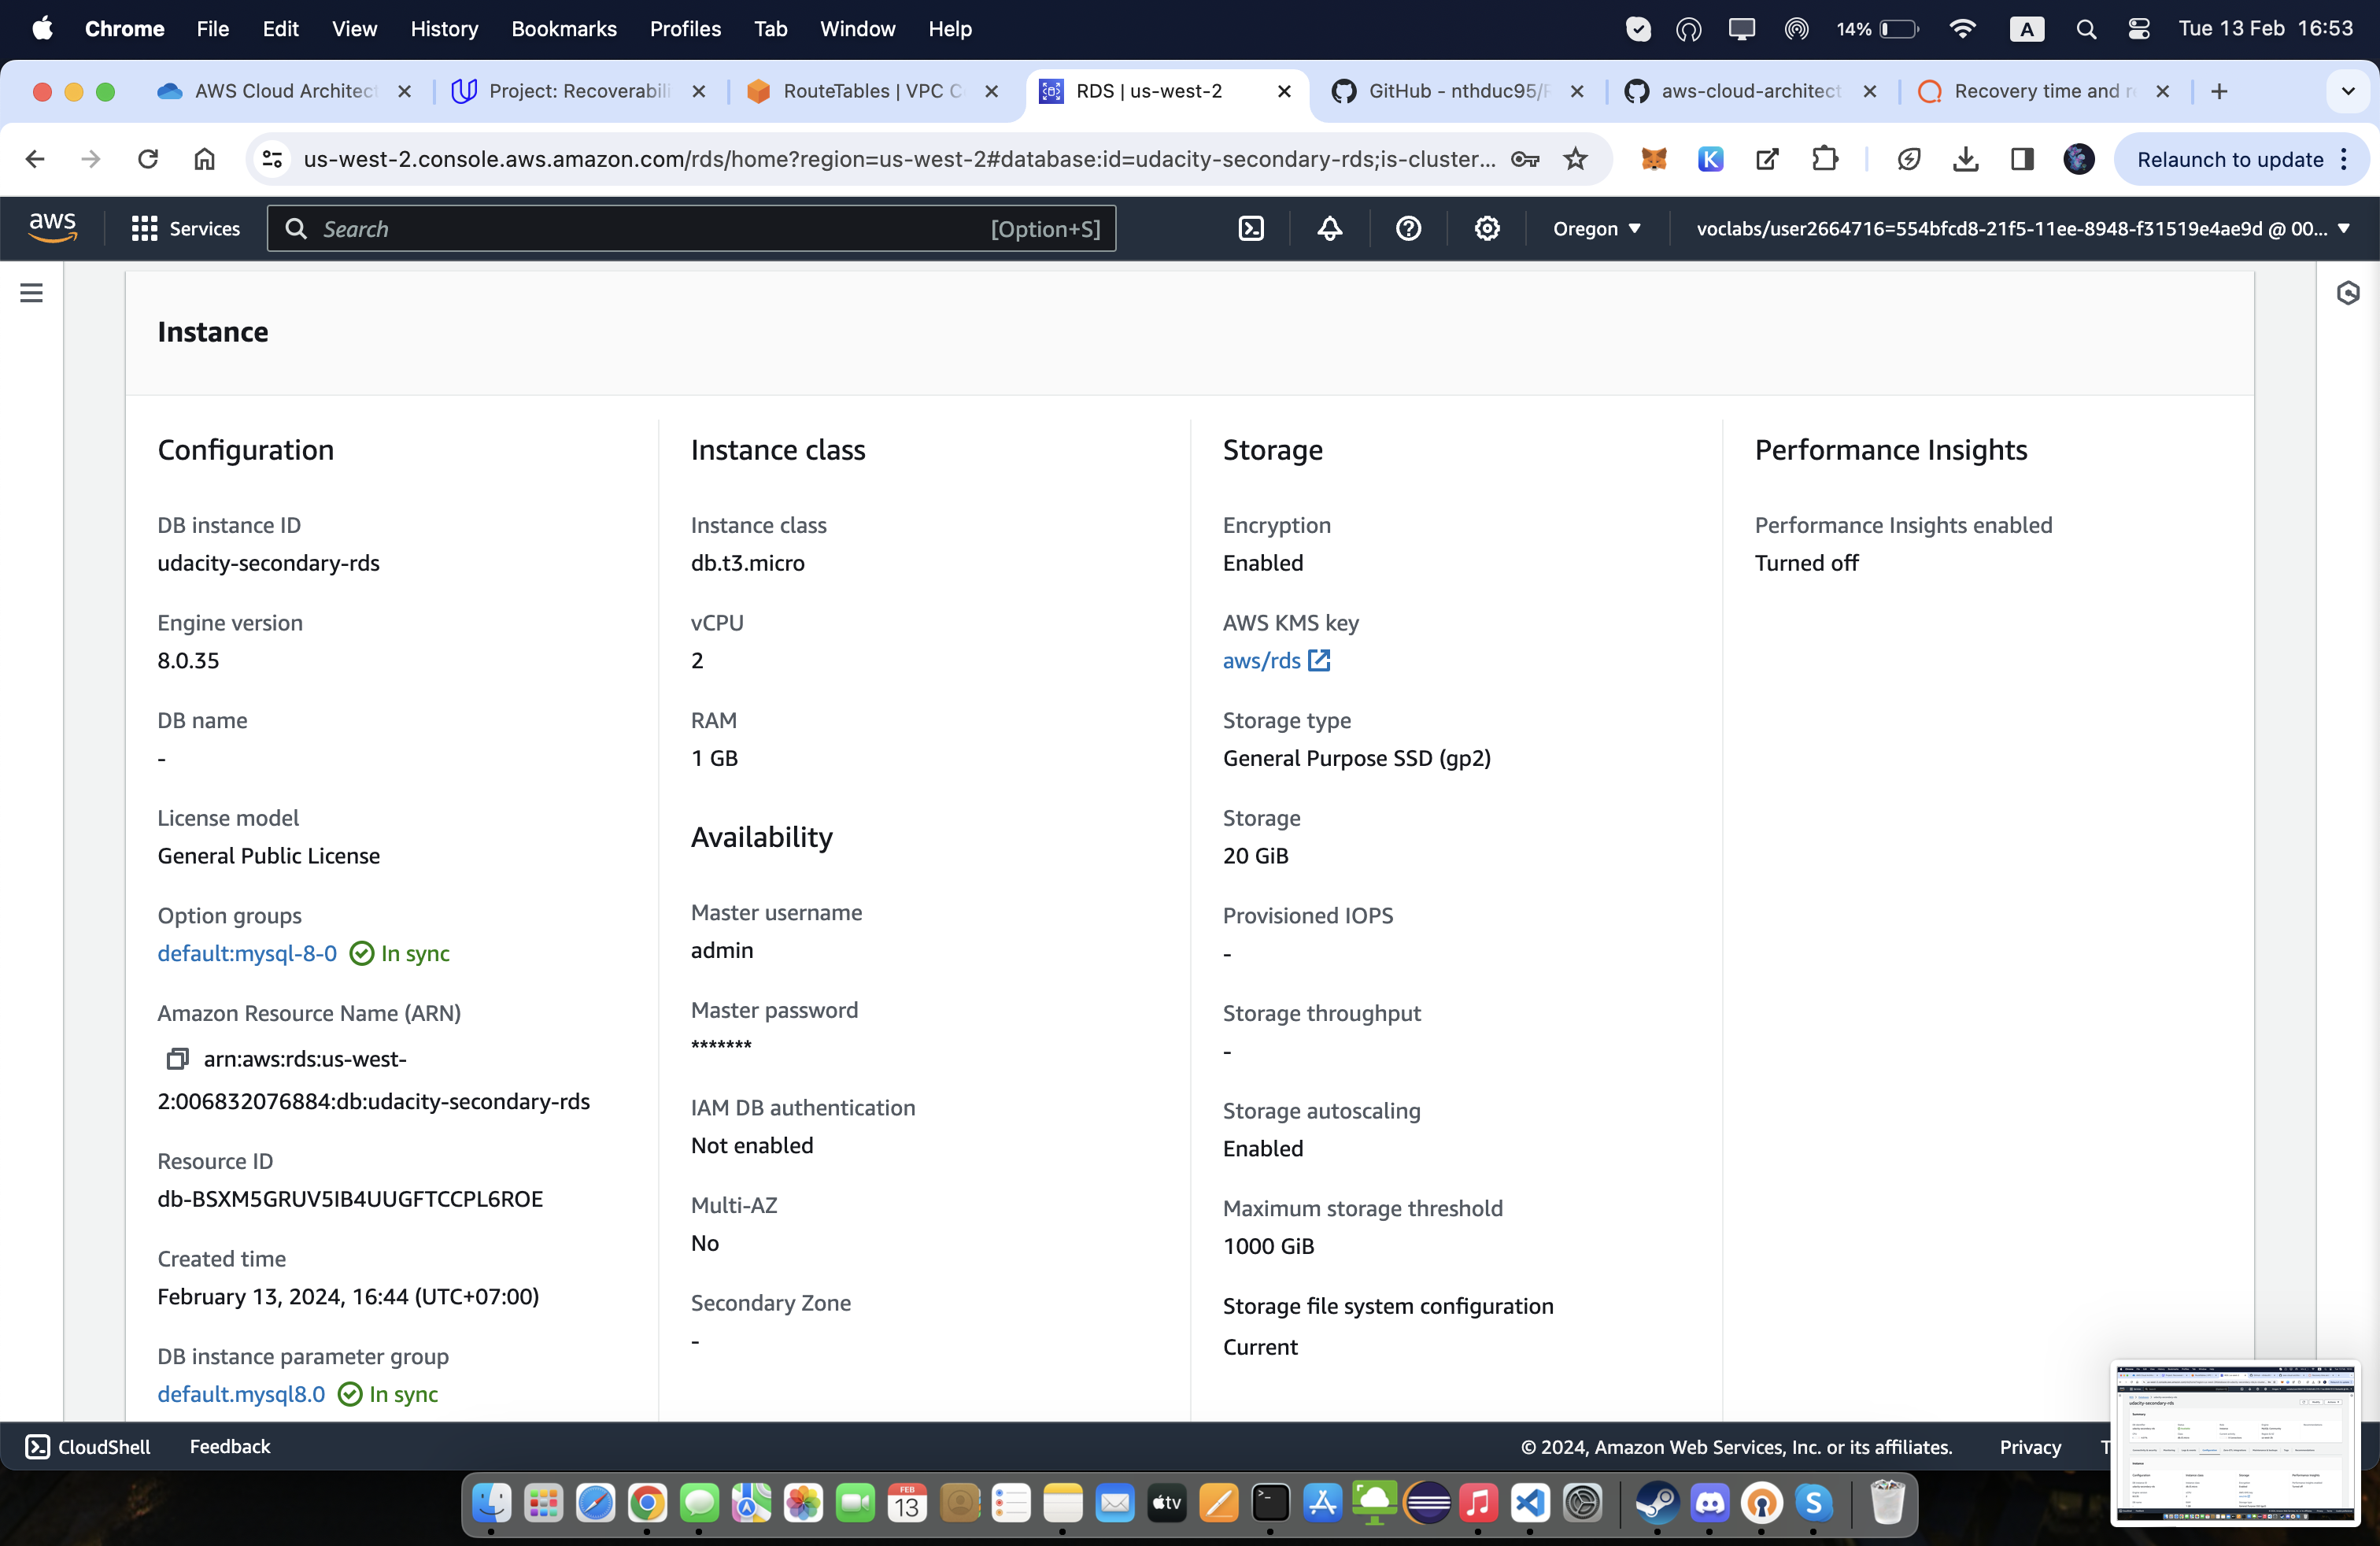 Chrome File Edit View History Bookmarks Profiles Tab Window Help 14% A Tue 13 Feb 16:53
AWS Cloud Architect Project: Recoverabili RouteTables | VPC C RDS | us-west-2 GitHub - nthduc95/ aws-cloud-architect Recovery time and r
us-west-2.console.aws.amazon.com/rds/home?region=us-west-2#database:id=udacity-secondary-rds;is-cluster... K Relaunch to update
aws Services Search [Option+S] Oregon voclabs/user2664716=554bfcd8-21f5-11ee-8948-f31519e4ae9d @ 00...
Instance
Configuration
DB instance ID
udacity-secondary-rds
Engine version
8.0.35
DB name
-
License model
General Public License
Option groups
default:mysql-8-0 In sync
Amazon Resource Name (ARN)
arn:aws:rds:us-west-
2:006832076884:db:udacity-secondary-rds
Resource ID
db-BSXM5GRUV5IB4UUGFTCCPL6ROE
Created time
February 13, 2024, 16:44 (UTC+07:00)
DB instance parameter group
default.mysql8.0 In sync
Instance class
Instance class
db.t3.micro
vCPU
2
RAM
1 GB
Availability
Master username
admin
Master password
*******
IAM DB authentication
Not enabled
Multi-AZ
No
Secondary Zone
-
Storage
Encryption
Enabled
AWS KMS key
aws/rds
Storage type
General Purpose SSD (gp2)
Storage
20 GiB
Provisioned IOPS
-
Storage throughput
-
Storage autoscaling
Enabled
Maximum storage threshold
1000 GiB
Storage file system configuration
Current
Performance Insights
Performance Insights enabled
Turned off
CloudShell Feedback © 2024, Amazon Web Services, Inc. or its affiliates. Privacy T
FEB
13
tv